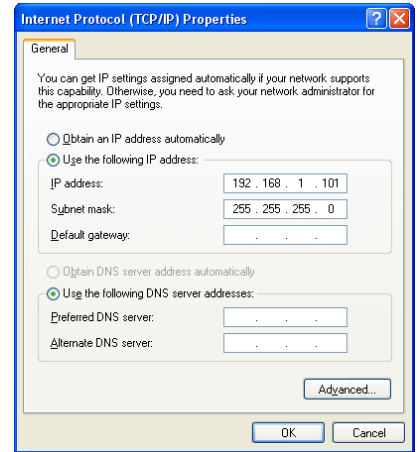 Internet Protocol (TCP/IP) Properties
General
You can get IP settings assigned automatically if your network supports
this capability. Otherwise, you need to ask your network administrator for
the appropriate IP settings.
Obtain an IP address automatically
Use the following IP address:
IP address: 192 . 168 . 1 . 101
Subnet mask: 255 . 255 . 255 . 0
Default gateway: . . .
Obtain DNS server address automatically
Use the following DNS server addresses:
Preferred DNS server: . . .
Alternate DNS server: . . .
Advanced...
OK Cancel